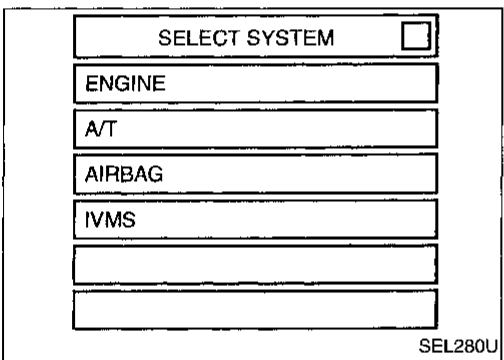 SELECT SYSTEM
ENGINE
A/T
AIRBAG
IVMS
SEL280U